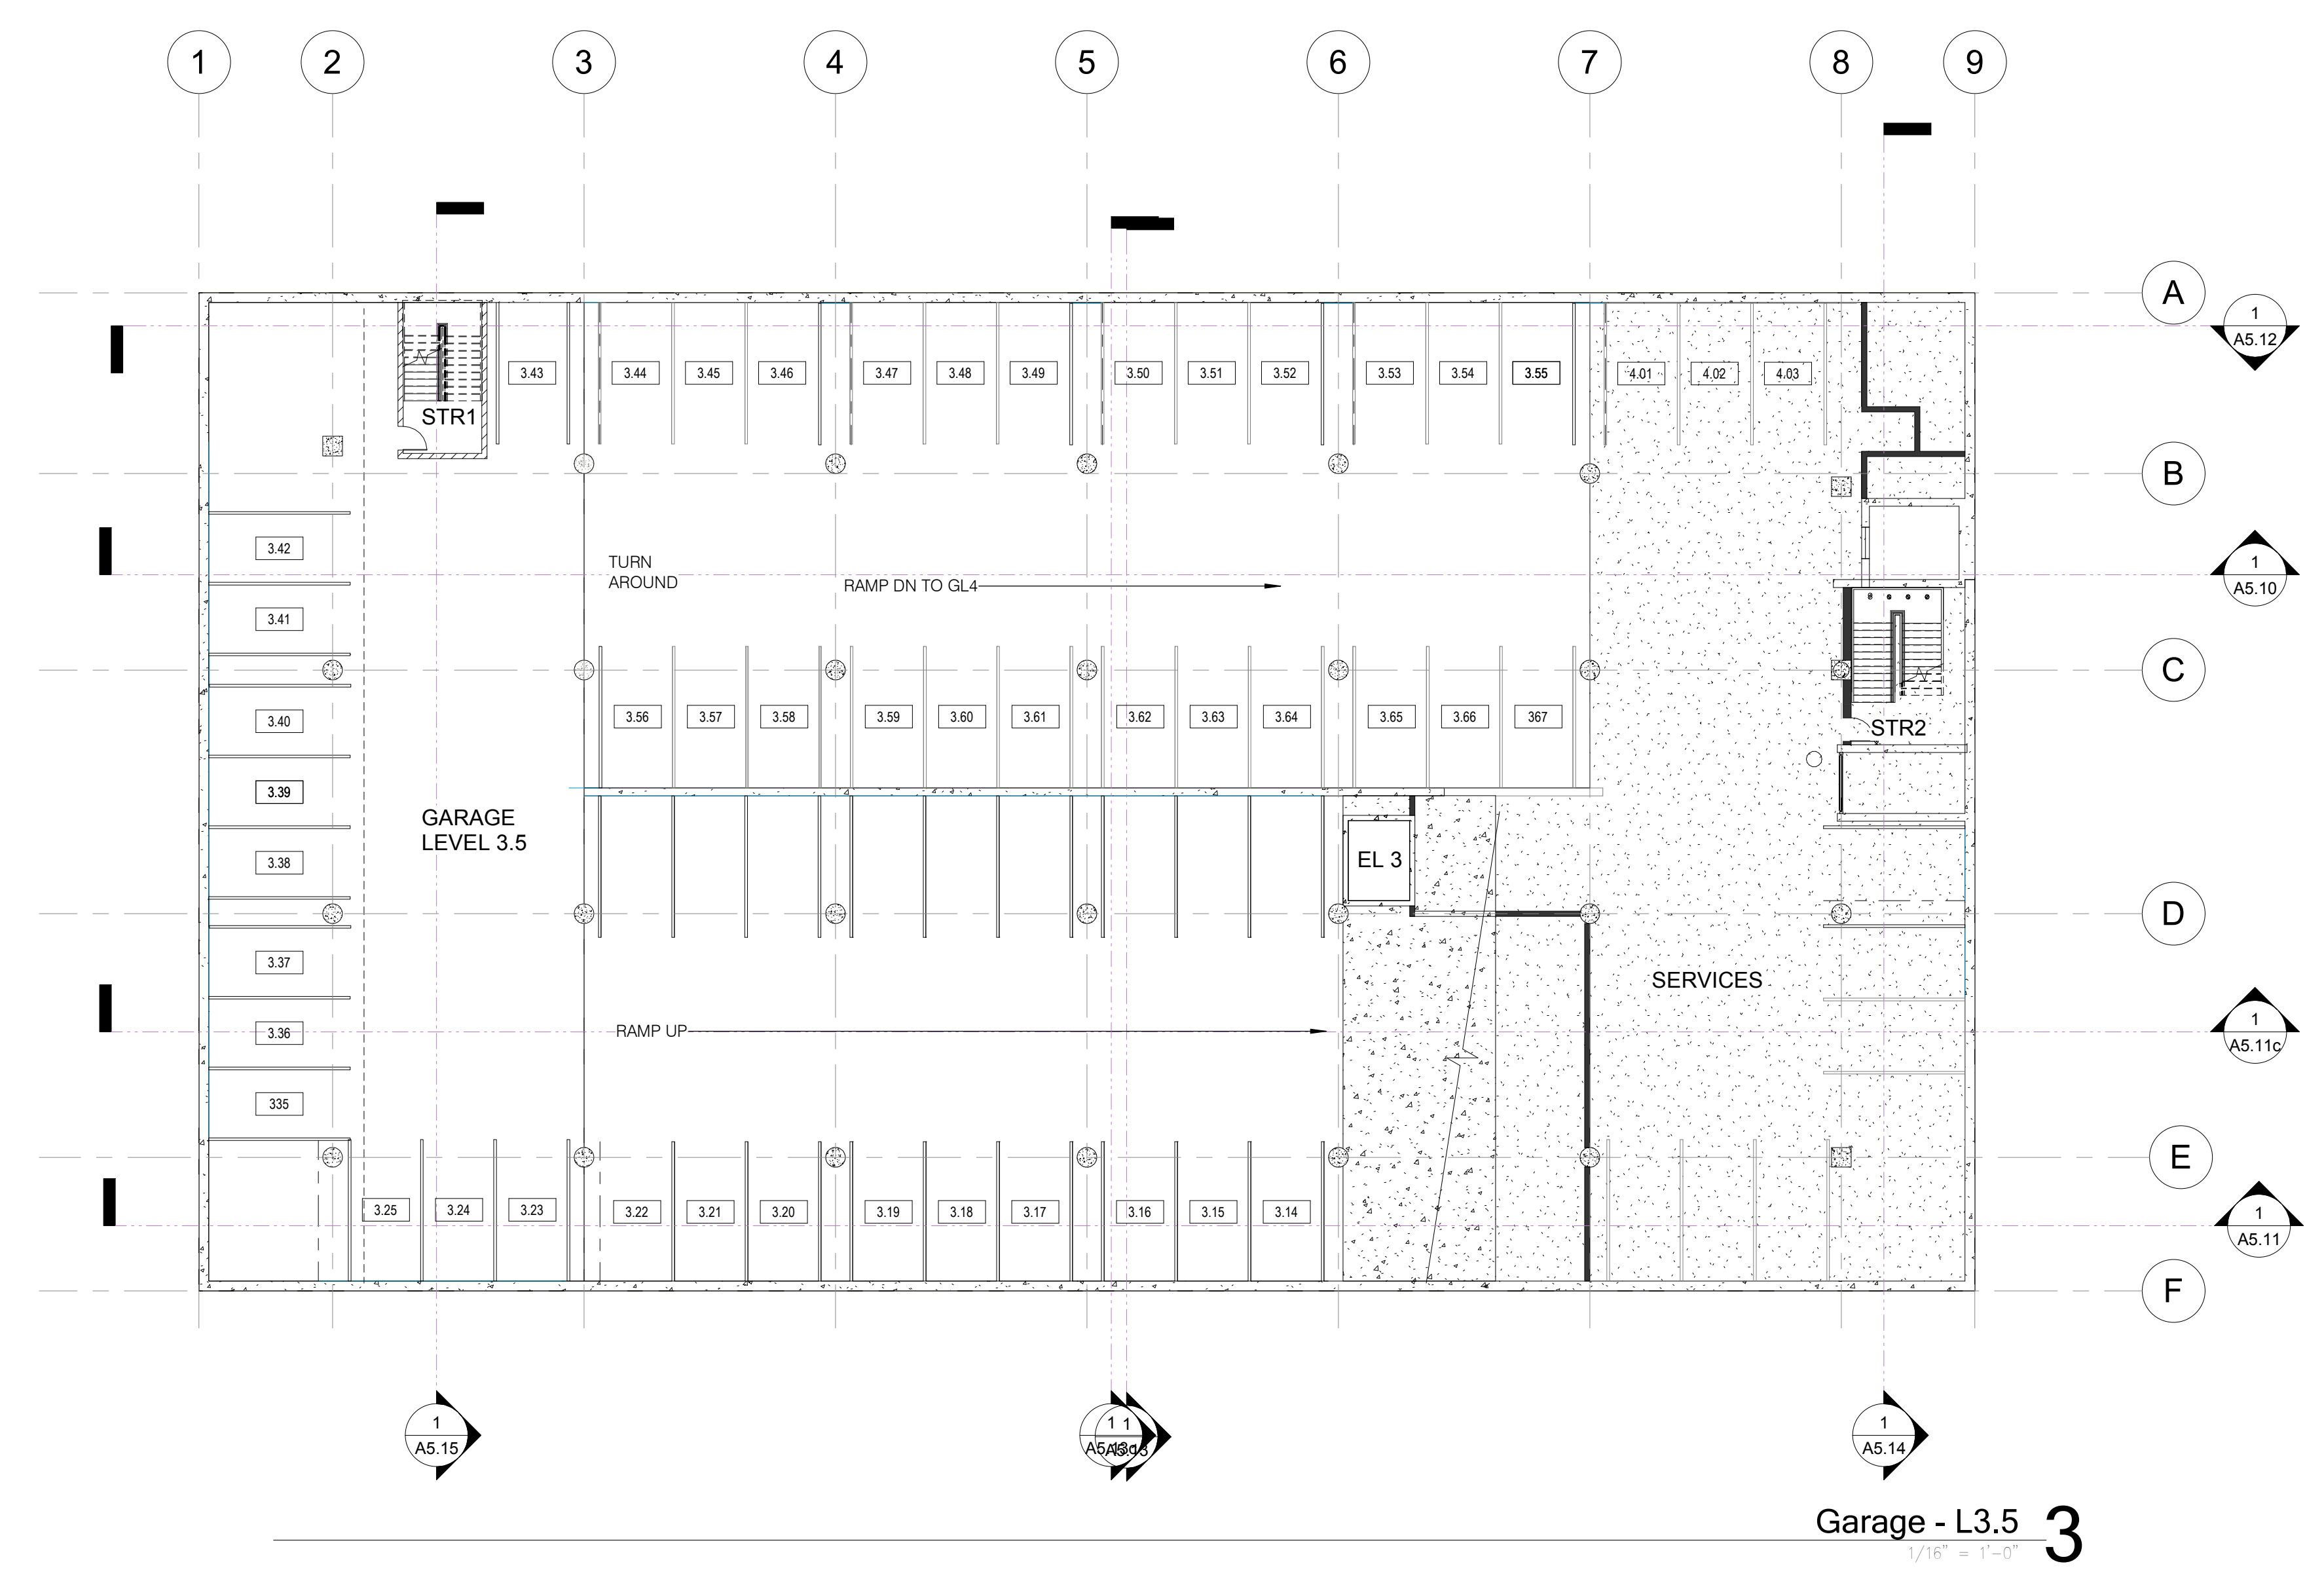 1 2 3 4 5 6 7 8 9
A
1
A5.12
3.43 3.44 3.45 3.46 3.47 3.48 3.49 3.50 3.51 3.52 3.53 3.54 3.55 4.01 4.02 4.03
STR1
B
3.42
TURN
AROUND
RAMP DN TO GL4
1
A5.10
3.41
C
3.40
3.56 3.57 3.58 3.59 3.60 3.61 3.62 3.63 3.64 3.65 3.66 367
STR2
3.39
GARAGE
LEVEL 3.5
3.38
EL 3
D
3.37
SERVICES
3.36
RAMP UP
1
A5.11c
335
E
3.25 3.24 3.23 3.22 3.21 3.20 3.19 3.18 3.17 3.16 3.15 3.14
1
A5.11
F
1
A5.15
1 1
1
A5.14
Garage - L3.5
3
1/16" = 1'-0"